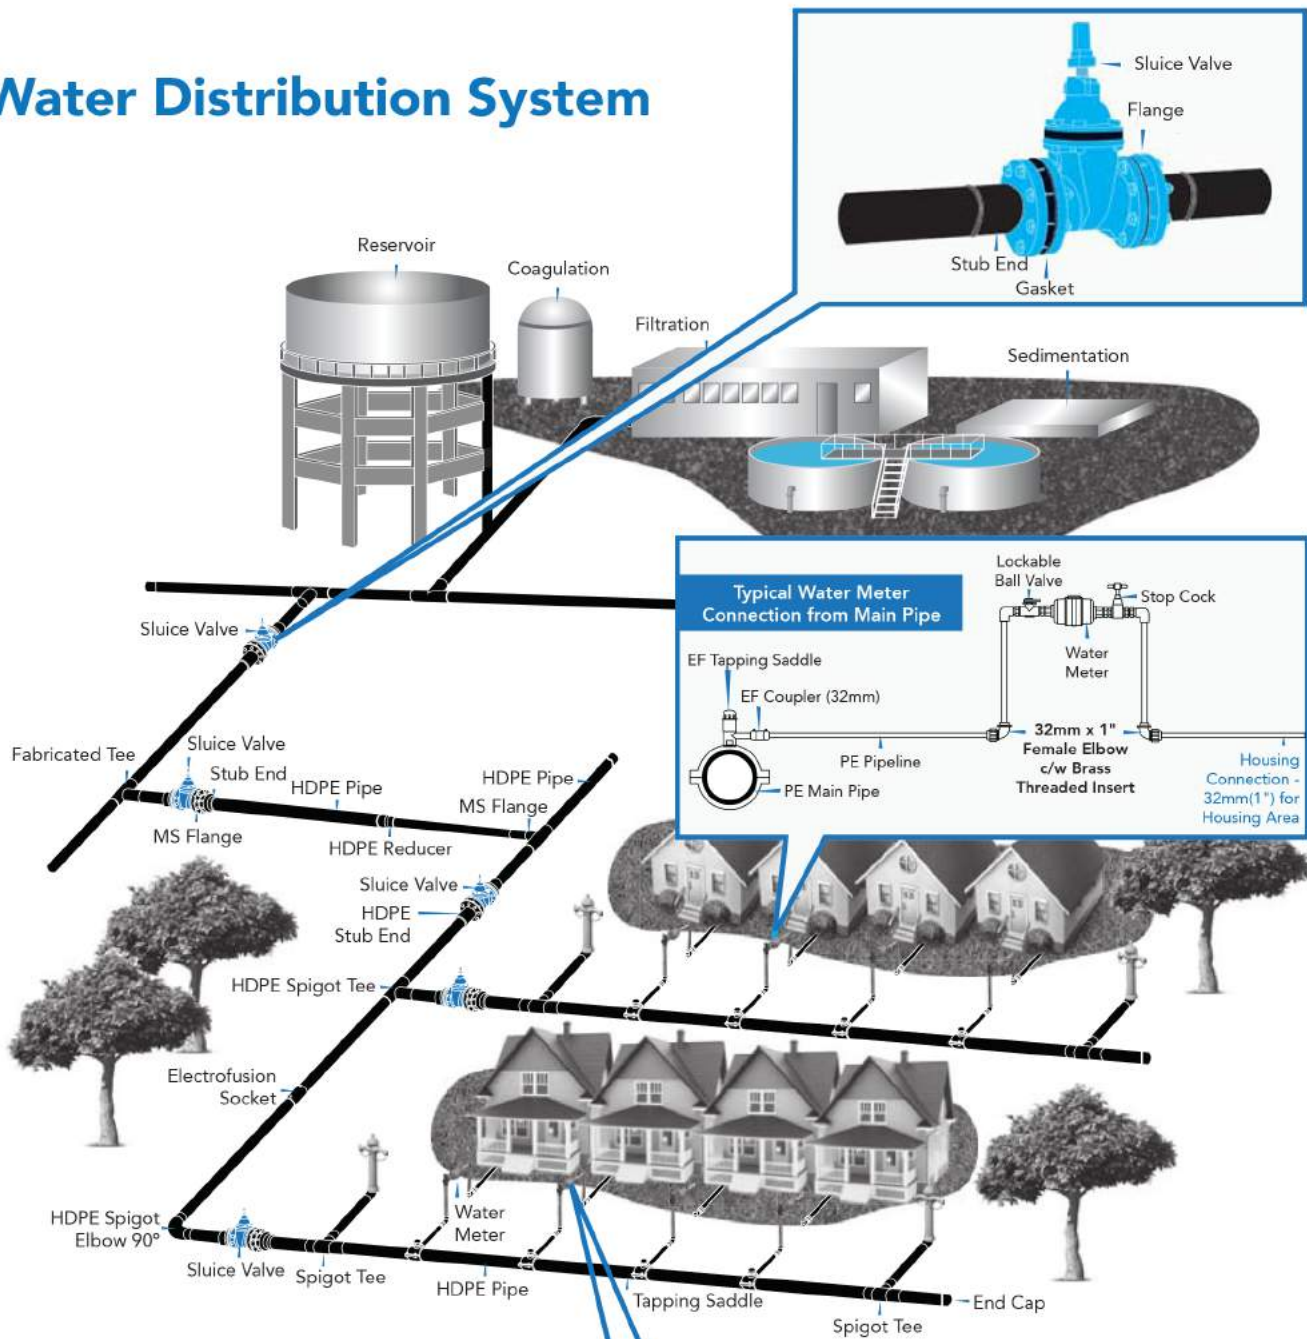 Water Distribution System
Sluice Valve
Flange
Stub End
Gasket
Reservoir
Coagulation
Filtration
Sedimentation
Typical Water Meter
Connection from Main Pipe
Lockable
Ball Valve
Stop Cock
Water
Meter
EF Tapping Saddle
EF Coupler (32mm)
PE Pipeline
PE Main Pipe
32mm x 1"
Female Elbow
c/w Brass
Threaded Insert
Housing
Connection -
32mm(1") for
Housing Area
Sluice Valve
Fabricated Tee
Sluice Valve
Stub End
MS Flange
HDPE Pipe
HDPE Reducer
HDPE Pipe
MS Flange
Sluice Valve
HDPE
Stub End
HDPE Spigot Tee
Electrofusion
Socket
HDPE Spigot
Elbow 90°
Sluice Valve
Spigot Tee
Water
Meter
HDPE Pipe
Tapping Saddle
Spigot Tee
End Cap